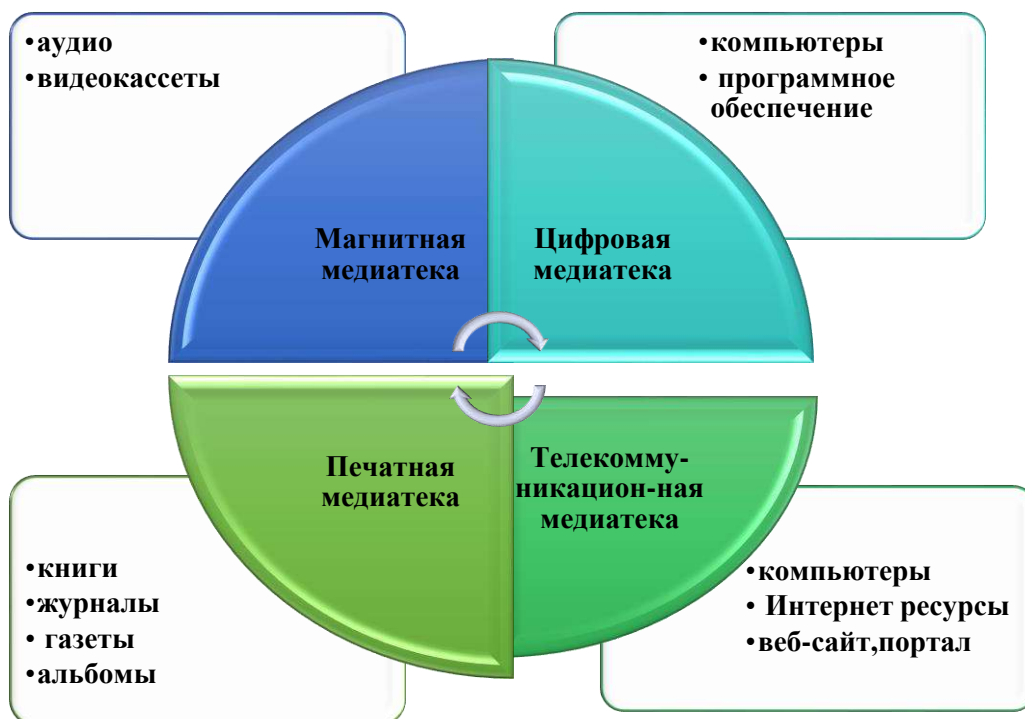 •аудио
•видеокассеты
•компьютеры
• программное
обеспечение
Магнитная
медиатека
Цифровая
медиатека
Печатная
медиатека
Телекомму-
никацион-ная
медиатека
•книги
•журналы
• газеты
•альбомы
•компьютеры
• Интернет ресурсы
•веб-сайт,портал